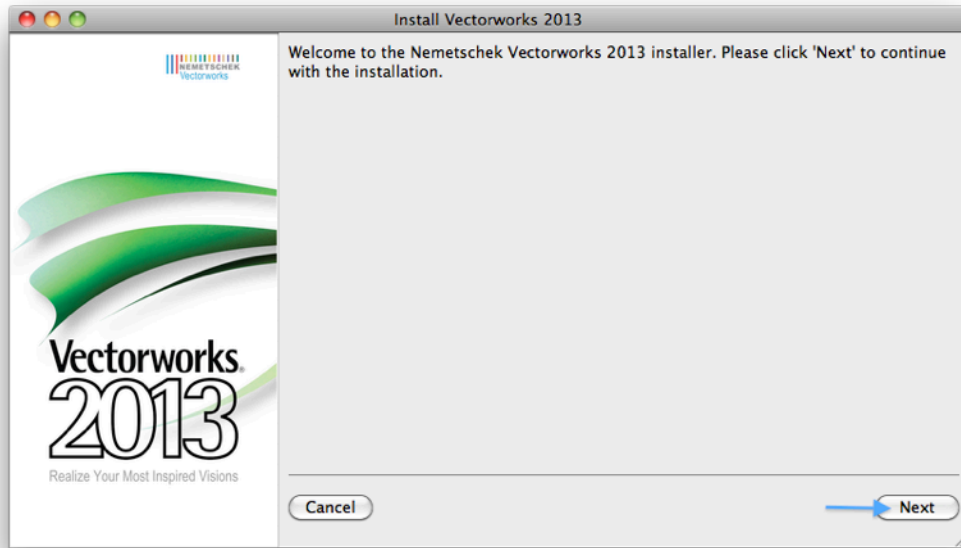 Install Vectorworks 2013
NEMETSCHEK
Vectorworks
Welcome to the Nemetschek Vectorworks 2013 installer. Please click 'Next' to continue
with the installation.
Vectorworks®
2013
Realize Your Most Inspired Visions
Cancel
Next